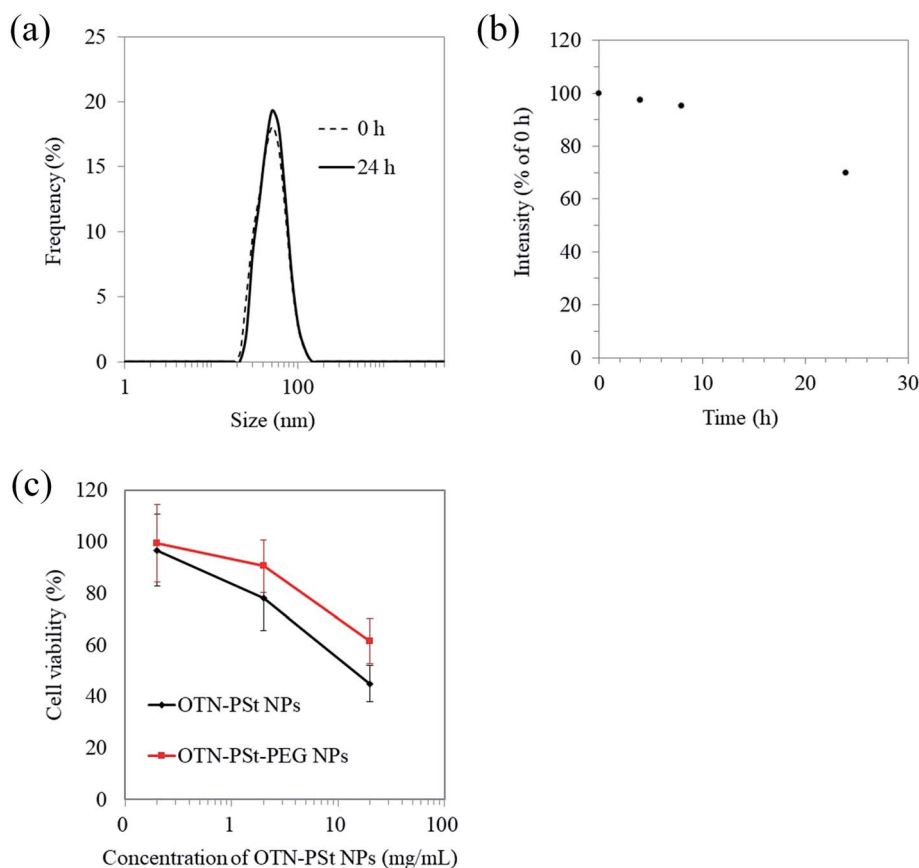 (a)
25
20
15
10
5
0
Frequency (%)
0 h
24 h
1
100
Size (nm)
(b)
120
100
80
60
40
20
0
Intensity (% of 0 h)
0
10
20
30
Time (h)
(c)
120
100
80
60
40
20
0
Cell viability (%)
OTN-PSt NPs
OTN-PSt-PEG NPs
0
1
10
100
Concentration of OTN-PSt NPs (mg/mL)